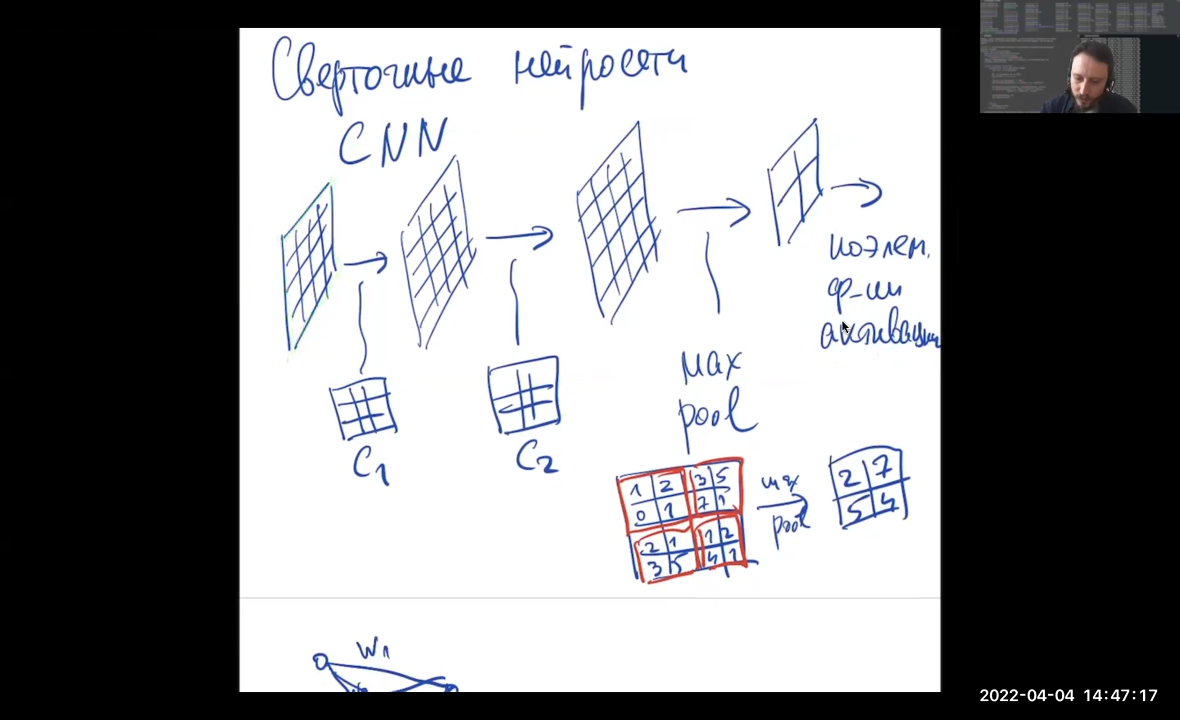 Сверточные нейросети
CNN
поэлем.
ф-ии
активации
max
pool
C1
C2
1 2 3 5
0 1 7 1
2 1 1 2
3 5 4 1
max
pool
2 7
5 4
W1
2022-04-04 14:47:17